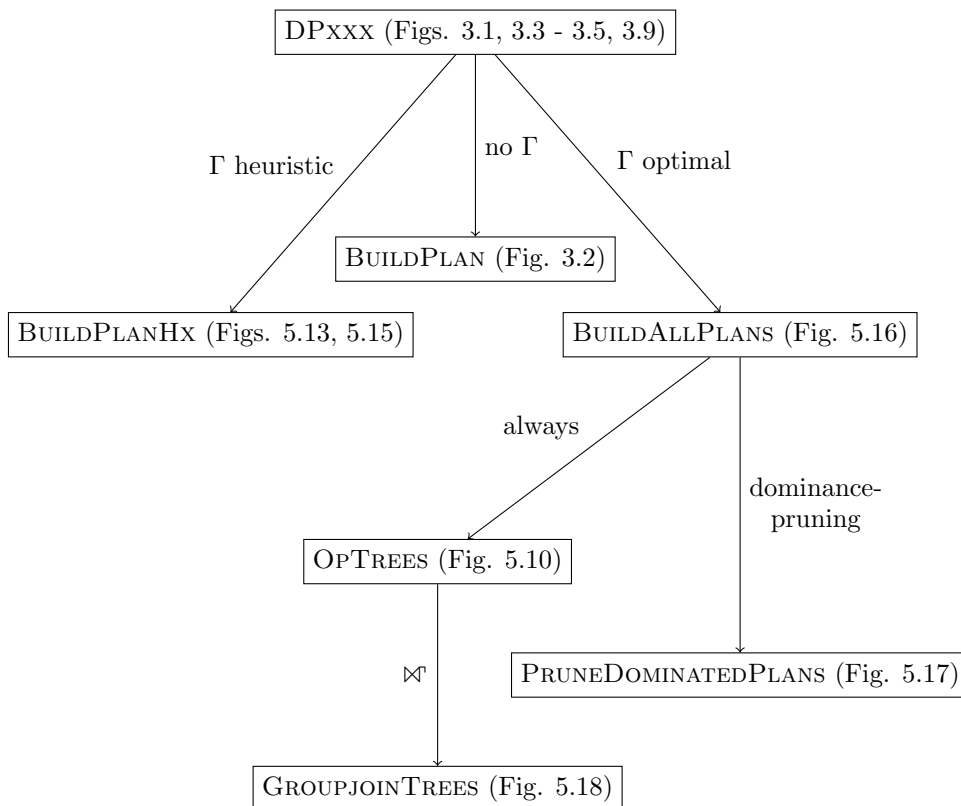 DPxxx (Figs. 3.1, 3.3 - 3.5, 3.9)
no Γ
Γ heuristic
Γ optimal
BuildPlan (Fig. 3.2)
BuildPlanHx (Figs. 5.13, 5.15)
BuildAllPlans (Fig. 5.16)
always
dominance-
pruning
OpTrees (Fig. 5.10)
⋈Γ
PruneDominatedPlans (Fig. 5.17)
GroupjoinTrees (Fig. 5.18)